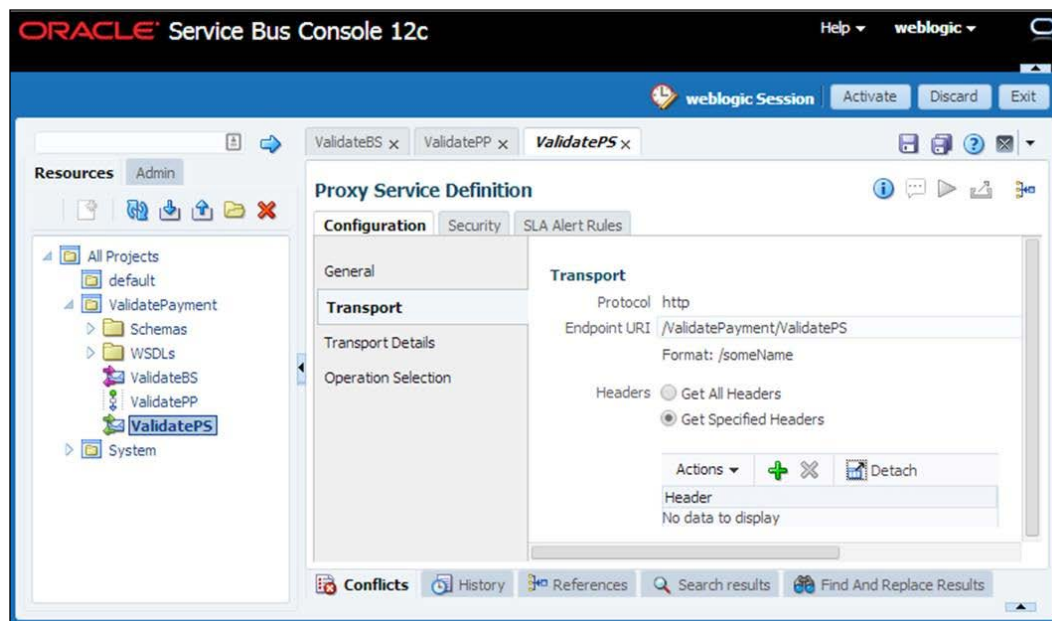 ORACLE Service Bus Console 12c
Help weblogic
weblogic Session Activate Discard Exit
ValidateBS ValidatePP ValidatePS
Resources Admin
Proxy Service Definition
Configuration Security SLA Alert Rules
All Projects
default
ValidatePayment
Schemas
WSDLs
ValidateBS
ValidatePP
ValidatePS
System
General
Transport
Transport Details
Operation Selection
Transport
Protocol http
Endpoint URI /ValidatePayment/ValidatePS
Format: /someName
Headers Get All Headers
Get Specified Headers
Actions Detach
Header
No data to display
Conflicts History References Search results Find And Replace Results